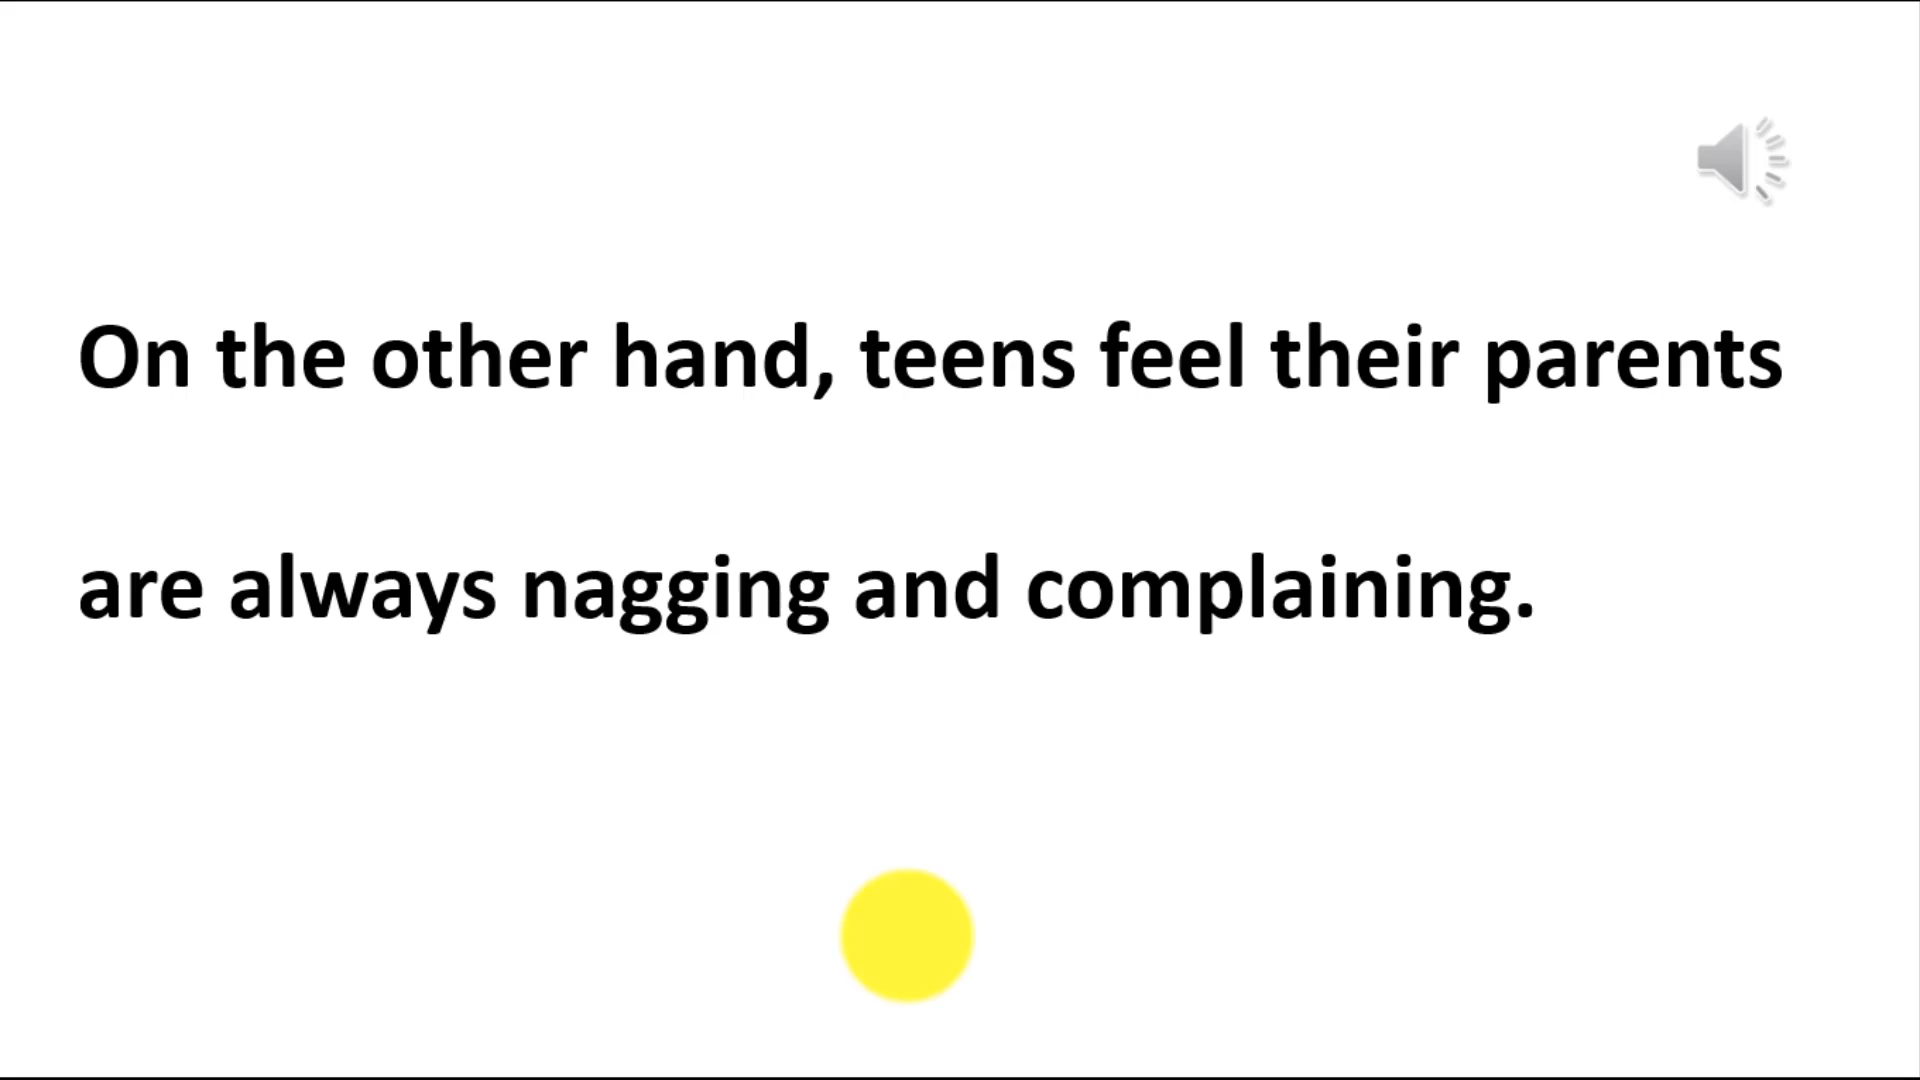 On the other hand, teens feel their parents
are always nagging and complaining.